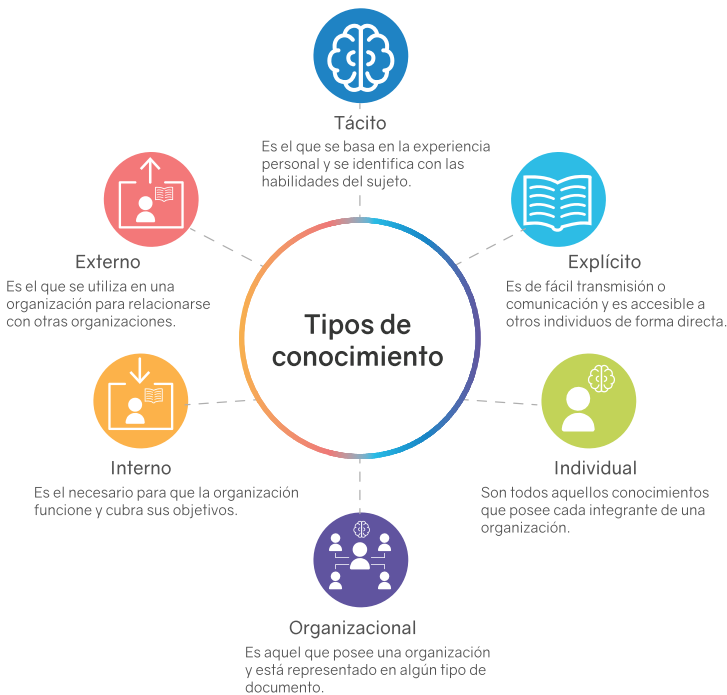 Tácito
Es el que se basa en la experiencia
personal y se identifica con las
habilidades del sujeto.
Explícito
Es de fácil transmisión o
comunicación y es accesible a
otros individuos de forma directa.
Individual
Son todos aquellos conocimientos
que posee cada integrante de una
organización.
Organizacional
Es aquel que posee una organización
y está representado en algún tipo de
documento.
Interno
Es el necesario para que la organización
funcione y cubra sus objetivos.
Externo
Es el que se utiliza en una
organización para relacionarse
con otras organizaciones.
Tipos de
conocimiento